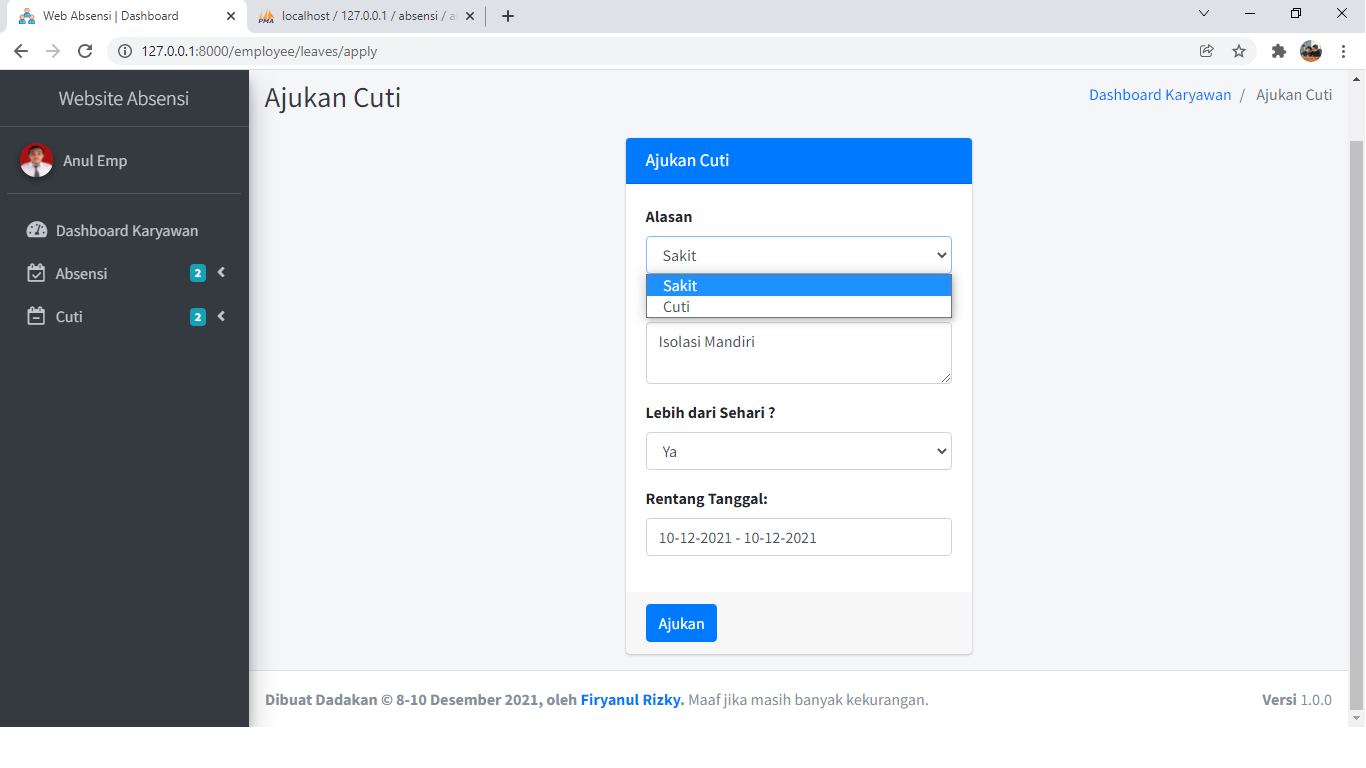 Web Absensi | Dashboard
localhost / 127.0.0.1 / absensi / a
127.0.0.1:8000/employee/leaves/apply
Website Absensi
Anul Emp
Dashboard Karyawan
Absensi 2
Cuti 2
Ajukan Cuti
Dashboard Karyawan / Ajukan Cuti
Ajukan Cuti
Alasan
Sakit
Sakit
Cuti
Isolasi Mandiri
Lebih dari Sehari ?
Ya
Rentang Tanggal:
10-12-2021 - 10-12-2021
Ajukan
Dibuat Dadakan © 8-10 Desember 2021, oleh Firyanul Rizky. Maaf jika masih banyak kekurangan.
Versi 1.0.0